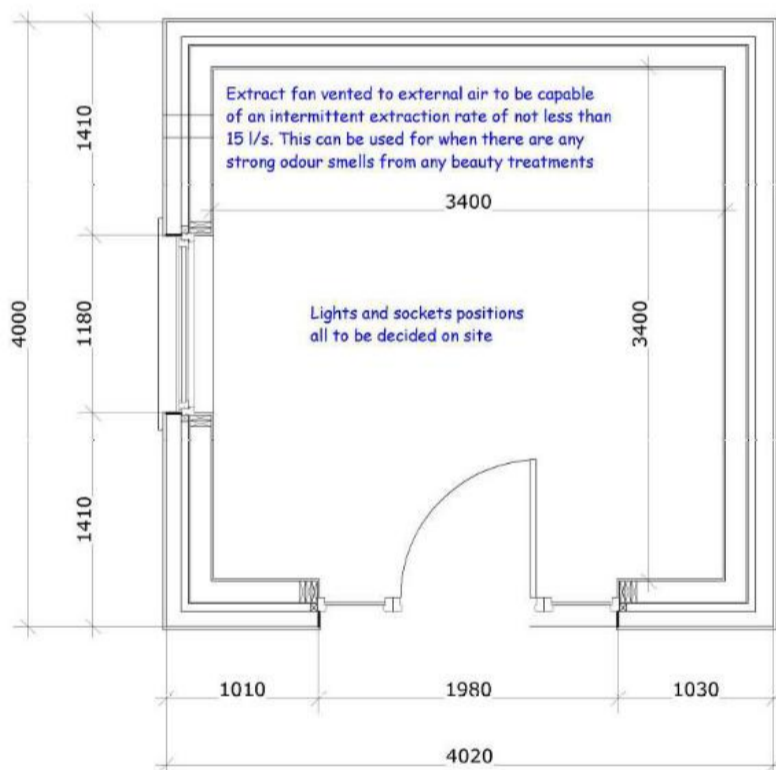 Extract fan vented to external air to be capable
of an intermittent extraction rate of not less than
15 l/s. This can be used for when there are any
strong odour smells from any beauty treatments
3400
Lights and sockets positions
all to be decided on site
3400
4000
1410
1180
1410
1010
1980
1030
4020